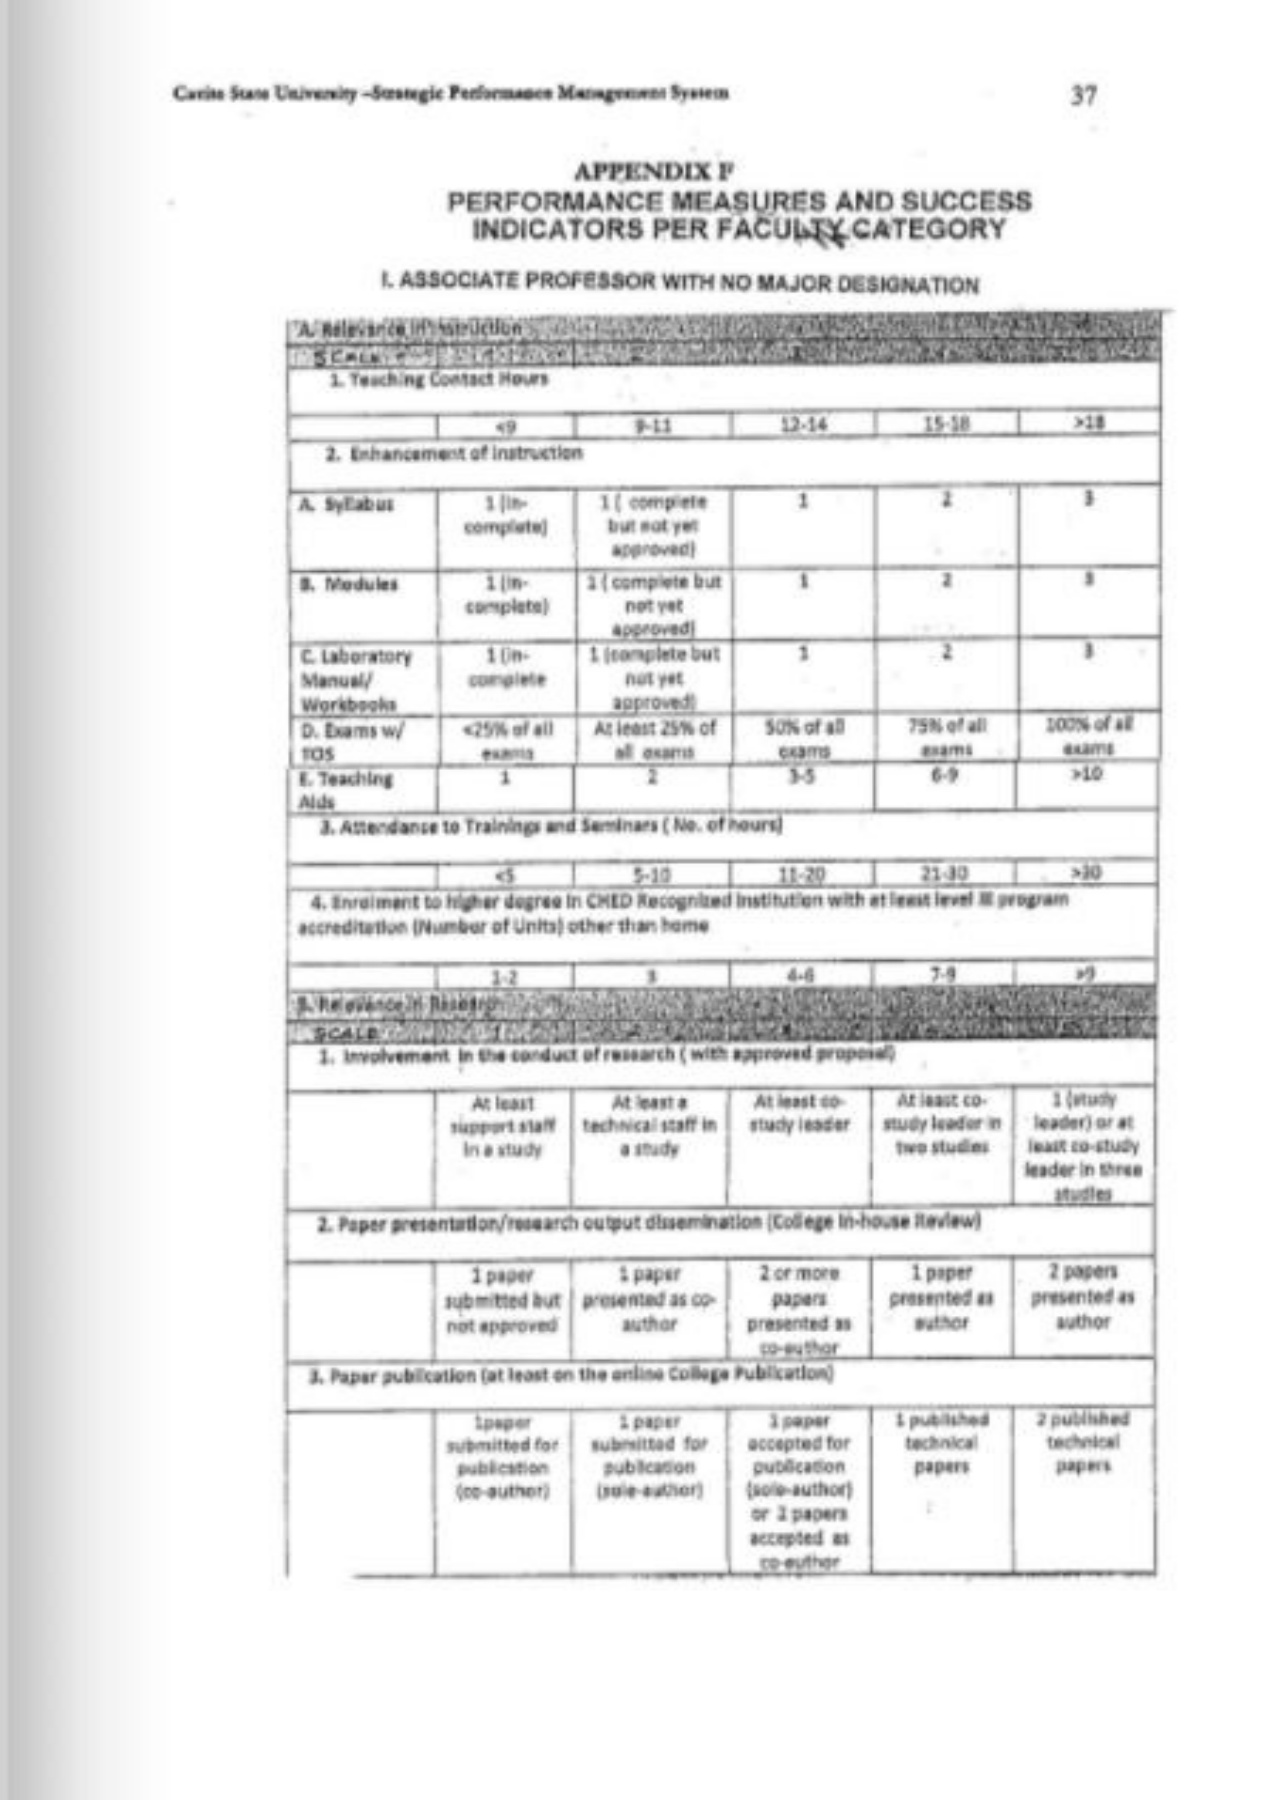 Cavite State University –Strategic Performance Management System 37
APPENDIX F
PERFORMANCE MEASURES AND SUCCESS
INDICATORS PER FACULTY CATEGORY
I. ASSOCIATE PROFESSOR WITH NO MAJOR DESIGNATION
A. Relevance in Instruction
SCALE 1 2 3 4 5
1. Teaching Contact Hours
<9 9-11 12-14 15-18 >18
2. Enhancement of Instruction
A. Syllabus 1 (in- 1 ( complete 1 2 3
complete) but not yet
approved)
B. Modules 1 (in- 1 ( complete but 1 2 3
complete) not yet
approved)
C. Laboratory 1 (in- 1 (complete but 1 2 3
Manual/ complete not yet
Workbooks approved)
D. Exams w/ <25% of all At least 25% of 50% of all 75% of all 100% of all
TOS exams all exams exams exams exams
E. Teaching 1 2 3-5 6-9 >10
Aids
3. Attendance to Trainings and Seminars ( No. of hours)
<5 5-10 11-20 21-30 >30
4. Enrolment to higher degree in CHED Recognized Institution with at least level III program
accreditation (Number of Units) other than home
1-2 3 4-6 7-9 >9
B. Relevance in Research
SCALE 1 2 3 4 5
1. Involvement in the conduct of research ( with approved proposal)
At least At least a At least co- At least co- 1 (study
support staff technical staff in study leader study leader in leader) or at
in a study a study two studies least co-study
leader in three
studies
2. Paper presentation/research output dissemination (College In-house Review)
1 paper 1 paper 2 or more 1 paper 2 papers
submitted but presented as co- papers presented as presented as
not approved author presented as author author
co-author
3. Paper publication (at least on the online College Publication)
1paper 1 paper 1 paper 1 published 2 published
submitted for submitted for accepted for technical technical
publication publication publication papers papers
(co-author) (sole-author) (sole-author)
or 2 papers
accepted as
co-author